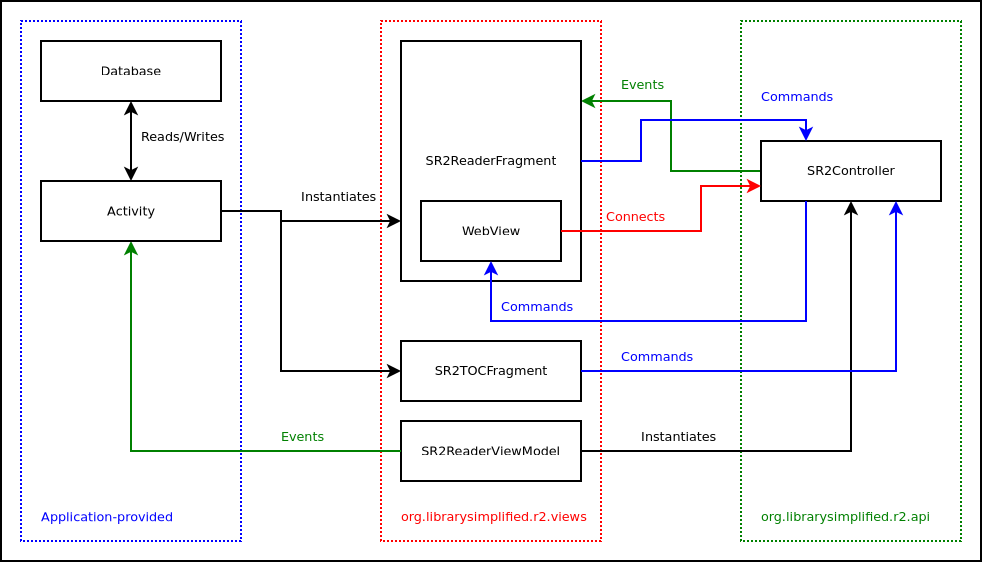 Database
Reads/Writes
Activity
Instantiates
SR2ReaderFragment
WebView
Events
Commands
SR2Controller
Connects
Commands
SR2TOCFragment
Commands
SR2ReaderViewModel
Events
Instantiates
Application-provided
org.librarysimplified.r2.views
org.librarysimplified.r2.api